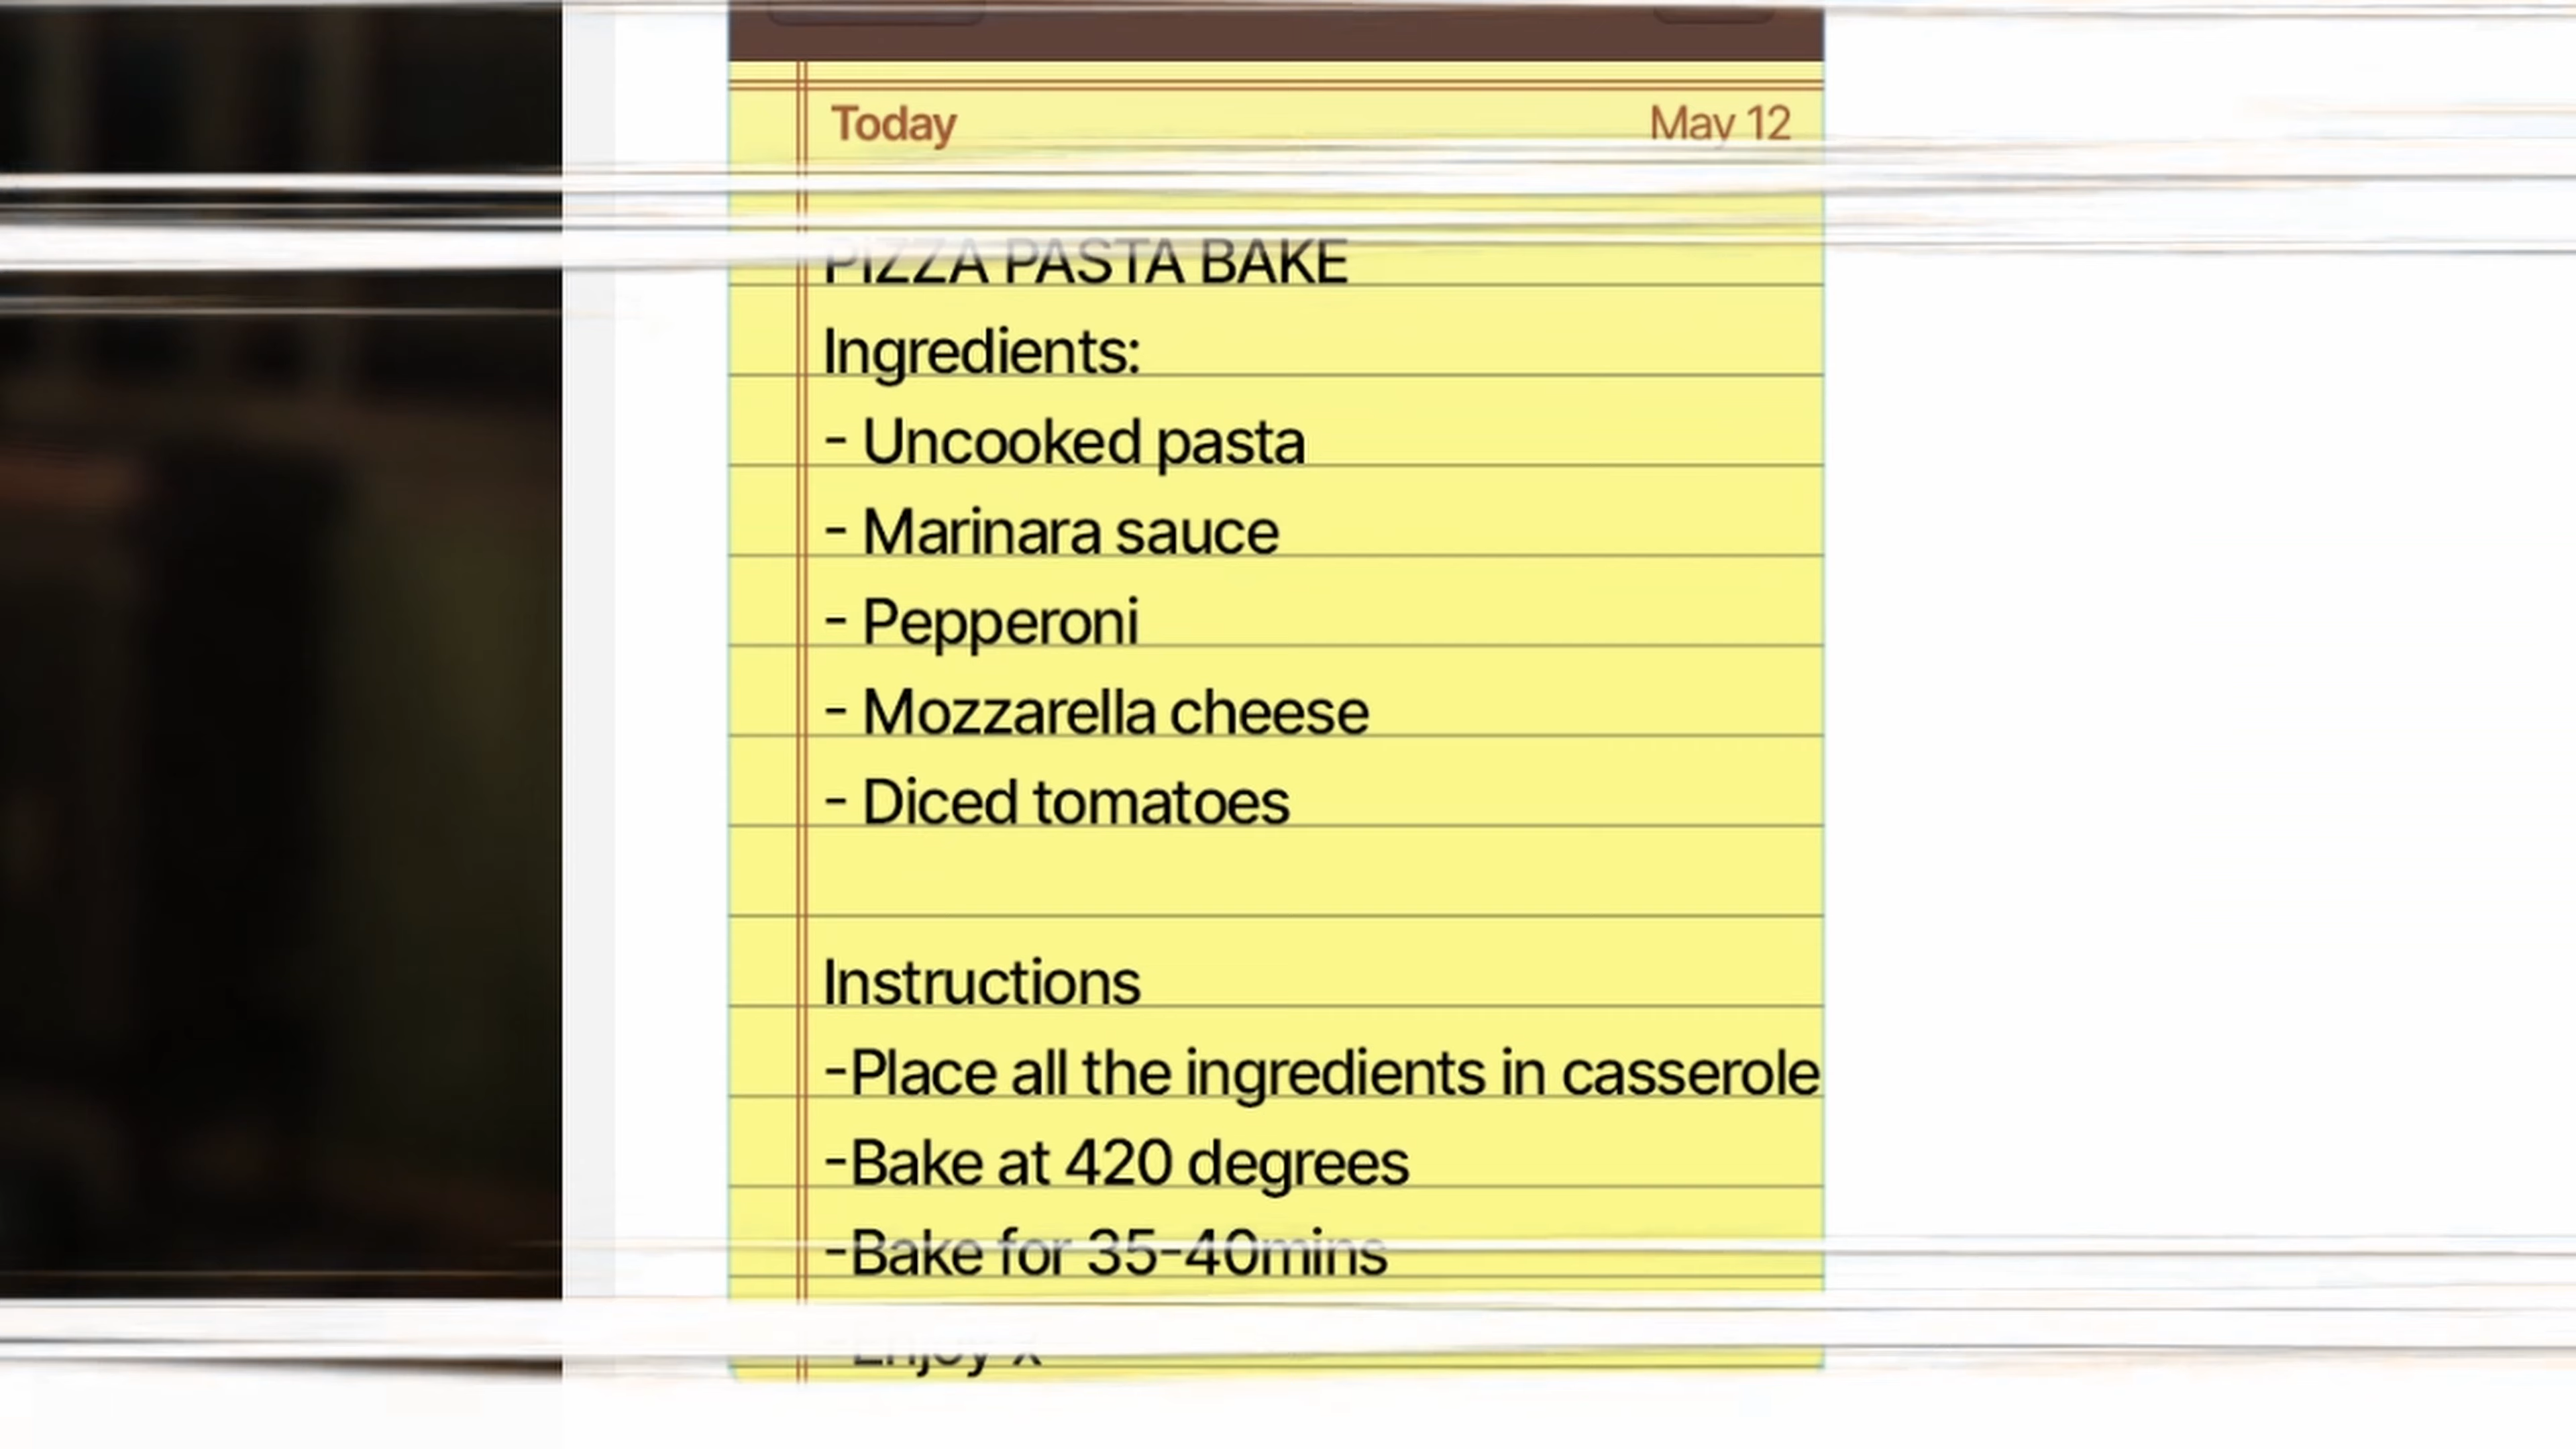 Today May 12
PIZZA PASTA BAKE
Ingredients:
- Uncooked pasta
- Marinara sauce
- Pepperoni
- Mozzarella cheese
- Diced tomatoes
Instructions
-Place all the ingredients in casserole
-Bake at 420 degrees
-Bake for 35-40mins
Enjoy x